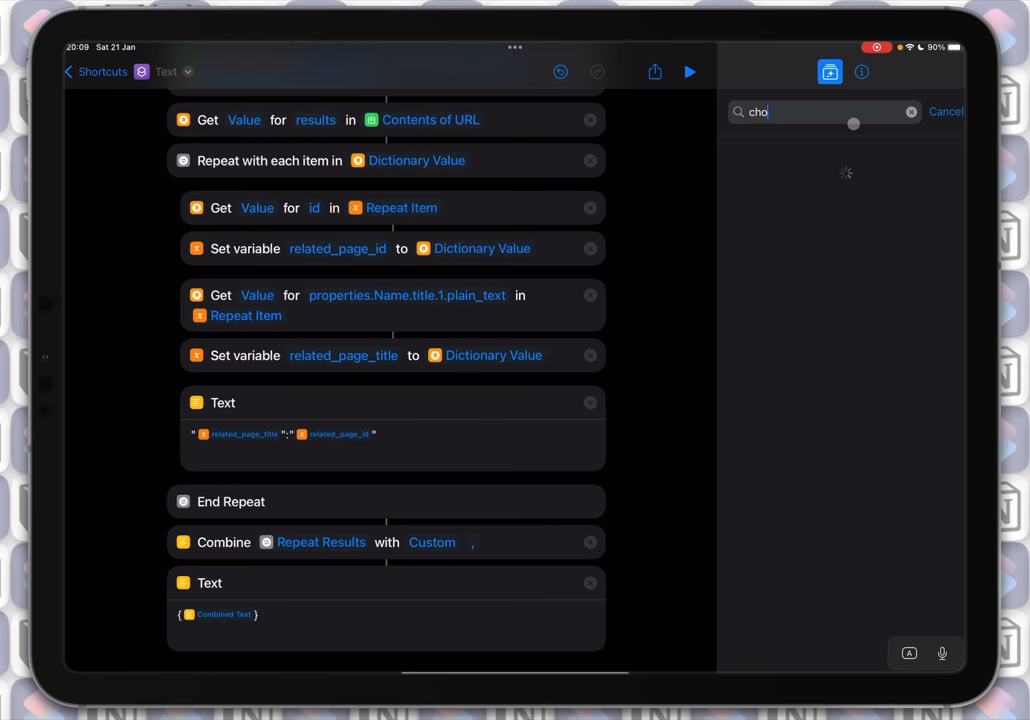 20:09 Sat 21 Jan
90%
Shortcuts Text
cho
Cancel
Get Value for results in Contents of URL
Repeat with each item in Dictionary Value
Get Value for id in Repeat Item
Set variable related_page_id to Dictionary Value
Get Value for properties.Name.title.1.plain_text in
Repeat Item
Set variable related_page_title to Dictionary Value
Text
" related_page_title ":" related_page_id "
End Repeat
Combine Repeat Results with Custom ,
Text
{ Combined Text }
A